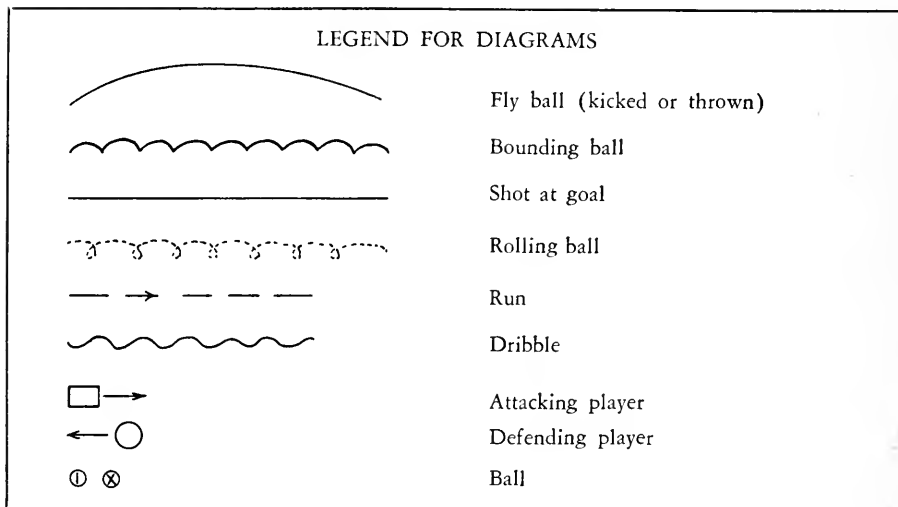 LEGEND FOR DIAGRAMS
Fly ball (kicked or thrown)
Bounding ball
Shot at goal
Rolling ball
Run
Dribble
Attacking player
Defending player
Ball